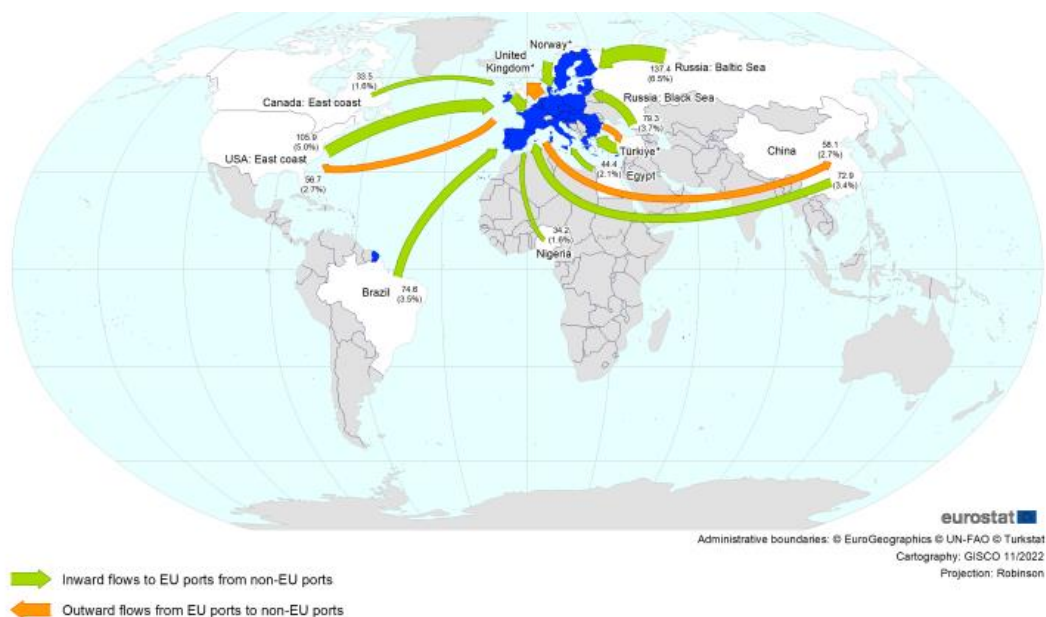 Norway*
United
Kingdom*
137.4
(6.5%)
Russia: Baltic Sea
33.5
(1.6%)
Canada: East coast
Russia: Black Sea
79.3
(3.7%)
105.9
(5.0%)
USA: East coast
Türkiye*
China
58.1
(2.7%)
44.4
(2.1%)
Egypt
56.7
(2.7%)
72.9
(3.4%)
34.2
(1.6%)
Nigeria
Brazil
74.6
(3.5%)
eurostat
Administrative boundaries: © EuroGeographics © UN-FAO © Turkstat
Cartography: GISCO 11/2022
Projection: Robinson
Inward flows to EU ports from non-EU ports
Outward flows from EU ports to non-EU ports